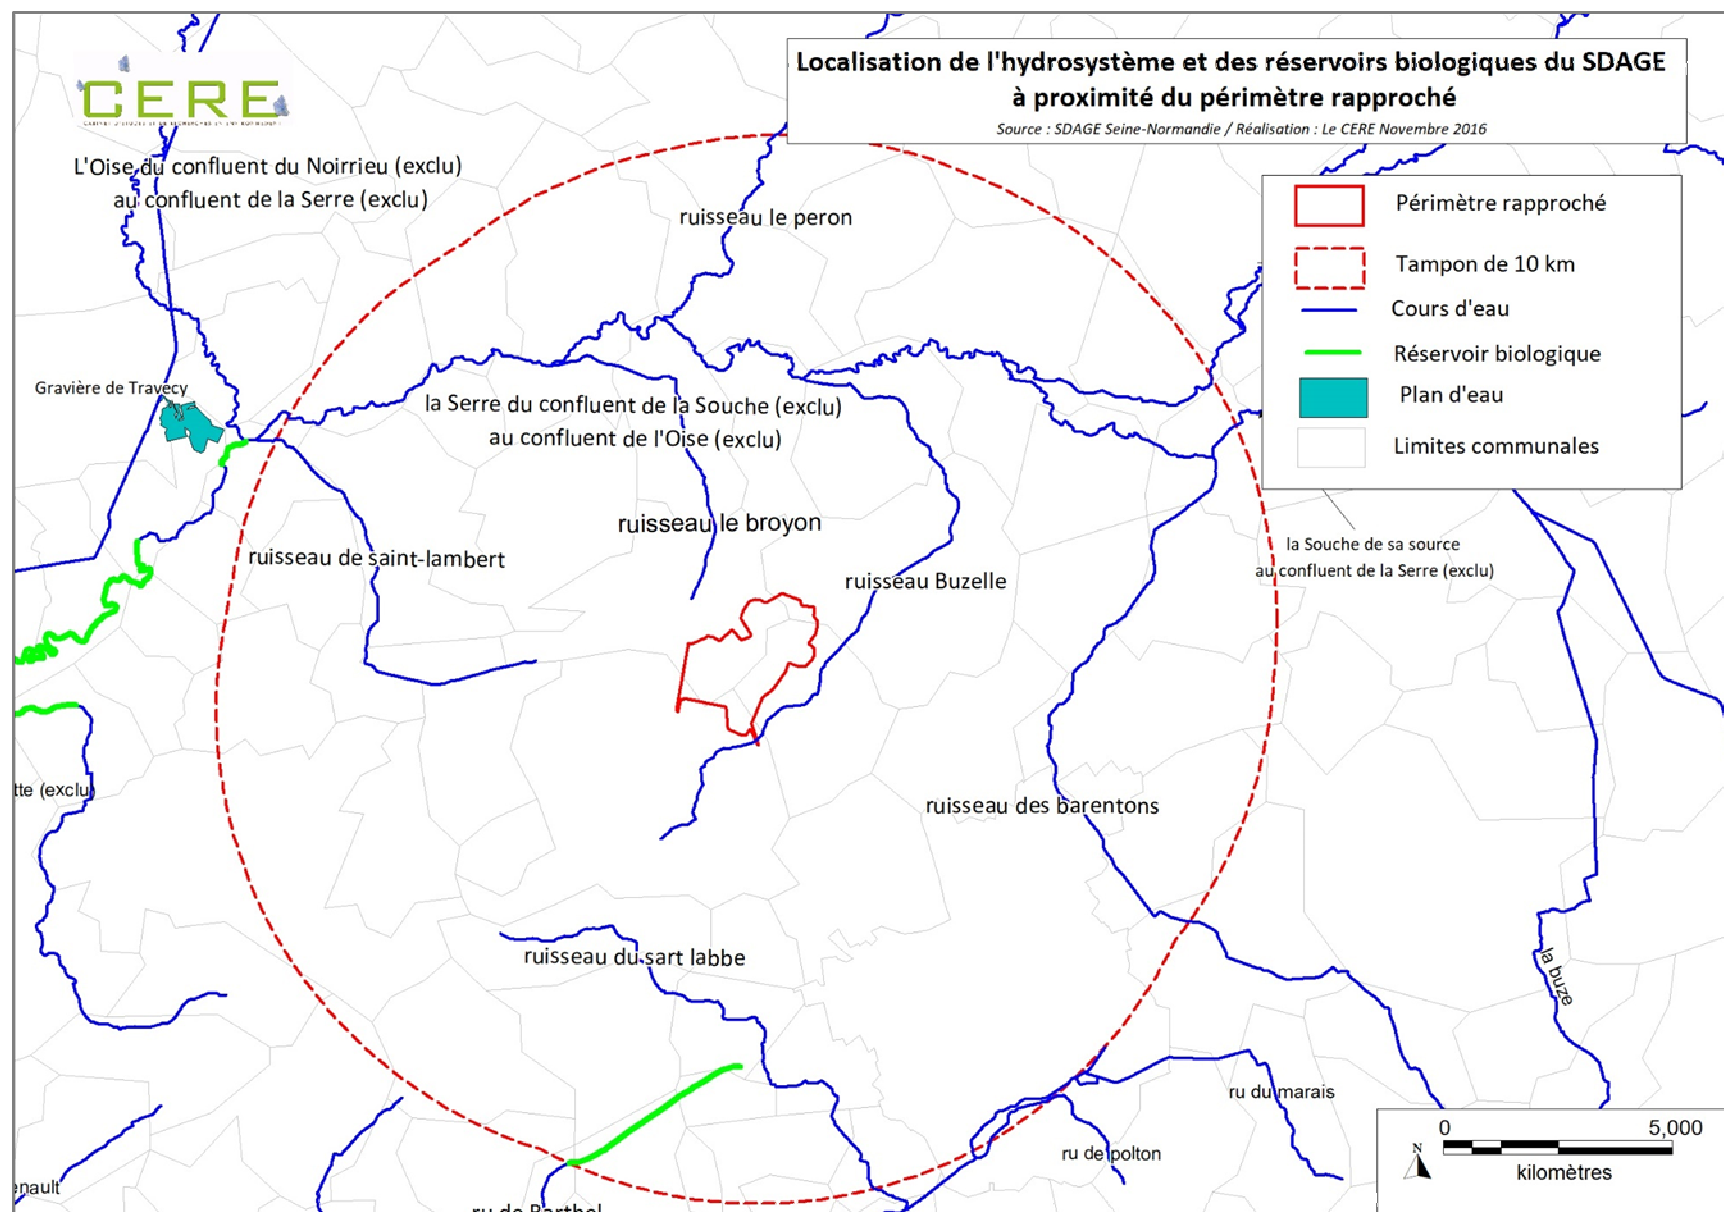 CERE
Localisation de l'hydrosystème et des réservoirs biologiques du SDAGE
à proximité du périmètre rapproché
Source : SDAGE Seine-Normandie / Réalisation : Le CERE Novembre 2016
L'Oise du confluent du Noirrieu (exclu)
au confluent de la Serre (exclu)
ruisseau le peron
Périmètre rapproché
Tampon de 10 km
Cours d'eau
Réservoir biologique
Plan d'eau
Limites communales
Gravière de Travecy
la Serre du confluent de la Souche (exclu)
au confluent de l'Oise (exclu)
ruisseau le broyon
ruisseau de saint-lambert
ruisseau Buzelle
la Souche de sa source
au confluent de la Serre (exclu)
tte (exclu)
ruisseau des barentons
ruisseau du sart labbe
la buze
ru du marais
ru de polton
enault
ru de Barthel
N
0 5,000
kilomètres